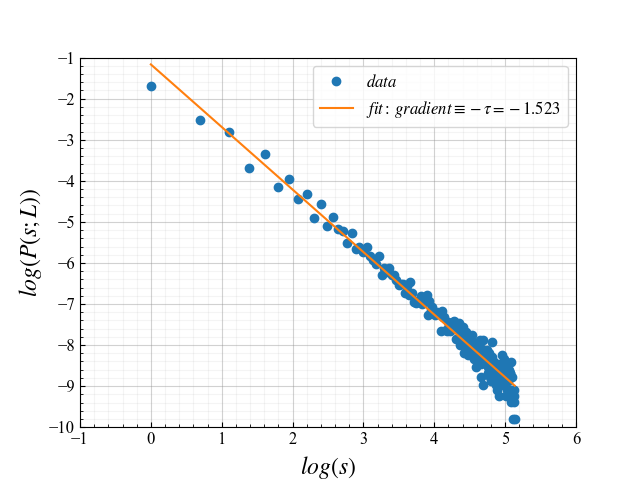 −1
−2
−3
−4
−5
−6
−7
−8
−9
−10
−1 0 1 2 3 4 5 6
log(P(s; L))
log(s)
data
fit: gradient ≡ − τ = − 1.523